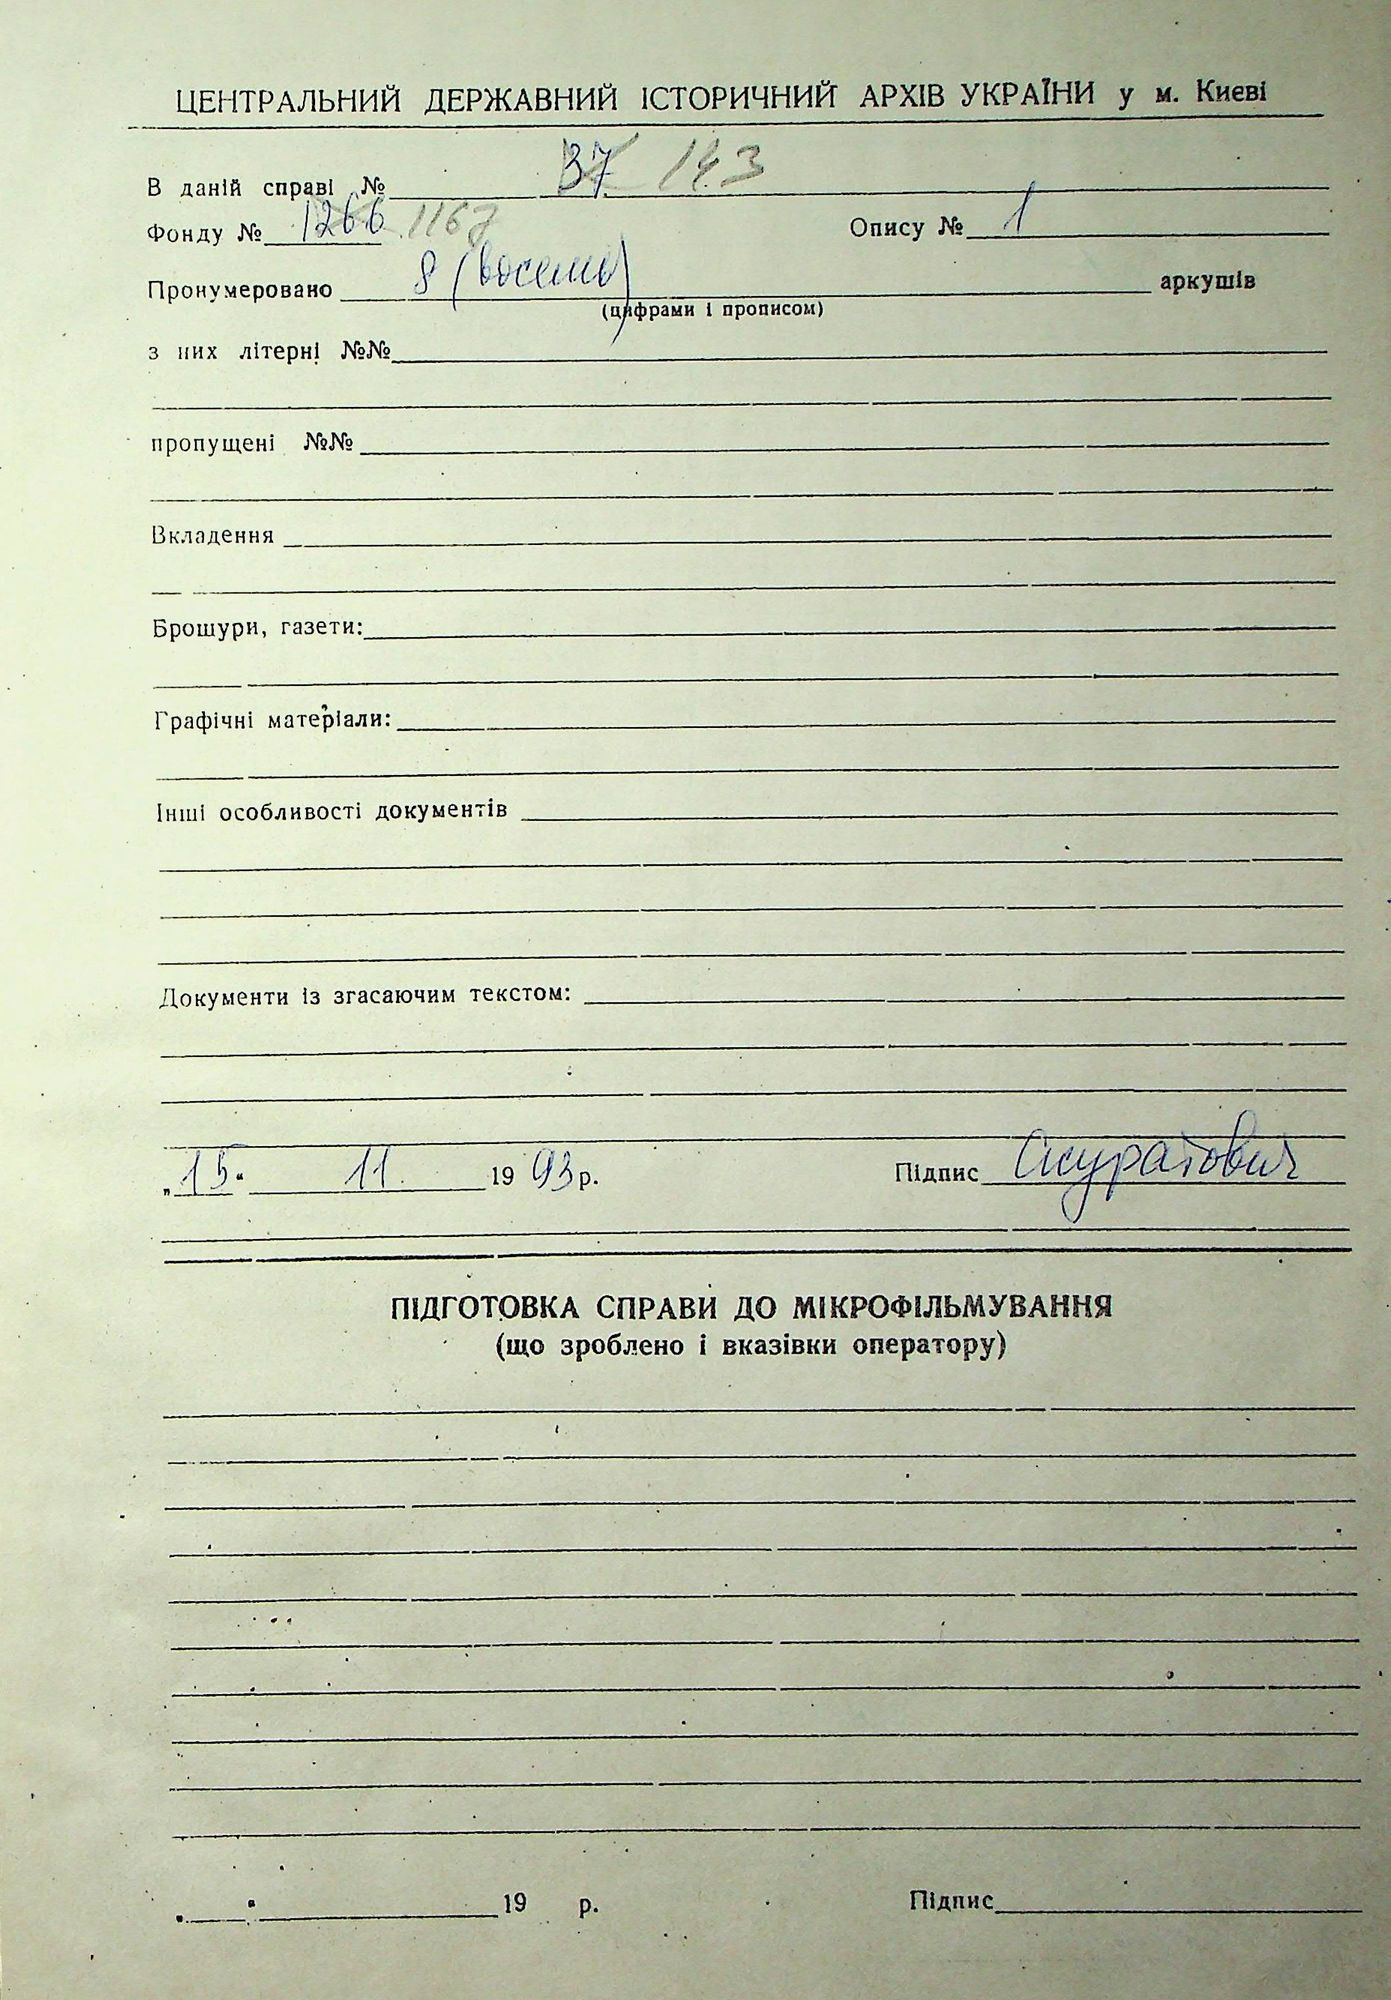 ЦЕНТРАЛЬНИЙ ДЕРЖАВНИЙ ІСТОРИЧНИЙ АРХІВ УКРАЇНИ у м. Києві
В даній справі № 37 143
Фонду № 1266 1167 Опису № 1
Пронумеровано 8 (восемь) аркушів
(цифрами і прописом)
з них літерні №№
пропущені №№
Вкладення
Брошури, газети:
Графічні матеріали:
Інші особливості документів
Документи із згасаючим текстом:
„15“ 11. 1993 р. Підпис
ПІДГОТОВКА СПРАВИ ДО МІКРОФІЛЬМУВАННЯ
(що зроблено і вказівки оператору)
19 р. Підпис